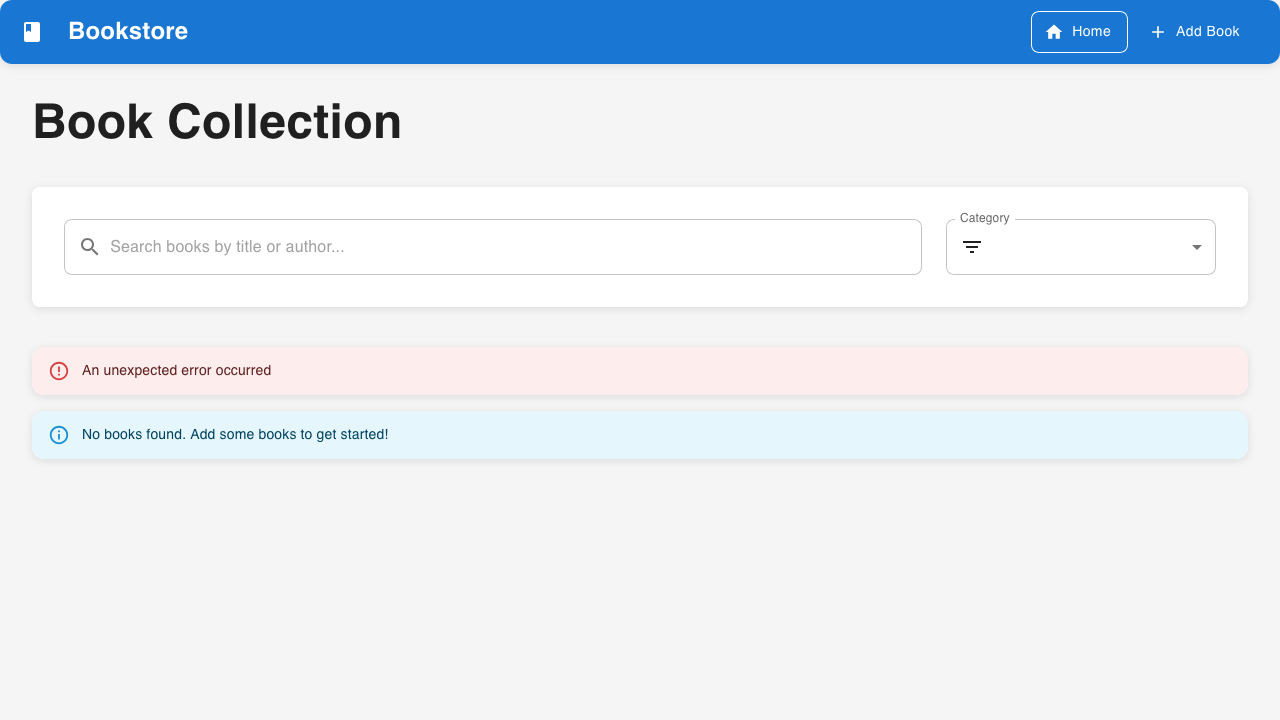 Bookstore
Home
Add Book
Book Collection
Search books by title or author...
Category
An unexpected error occurred
No books found. Add some books to get started!